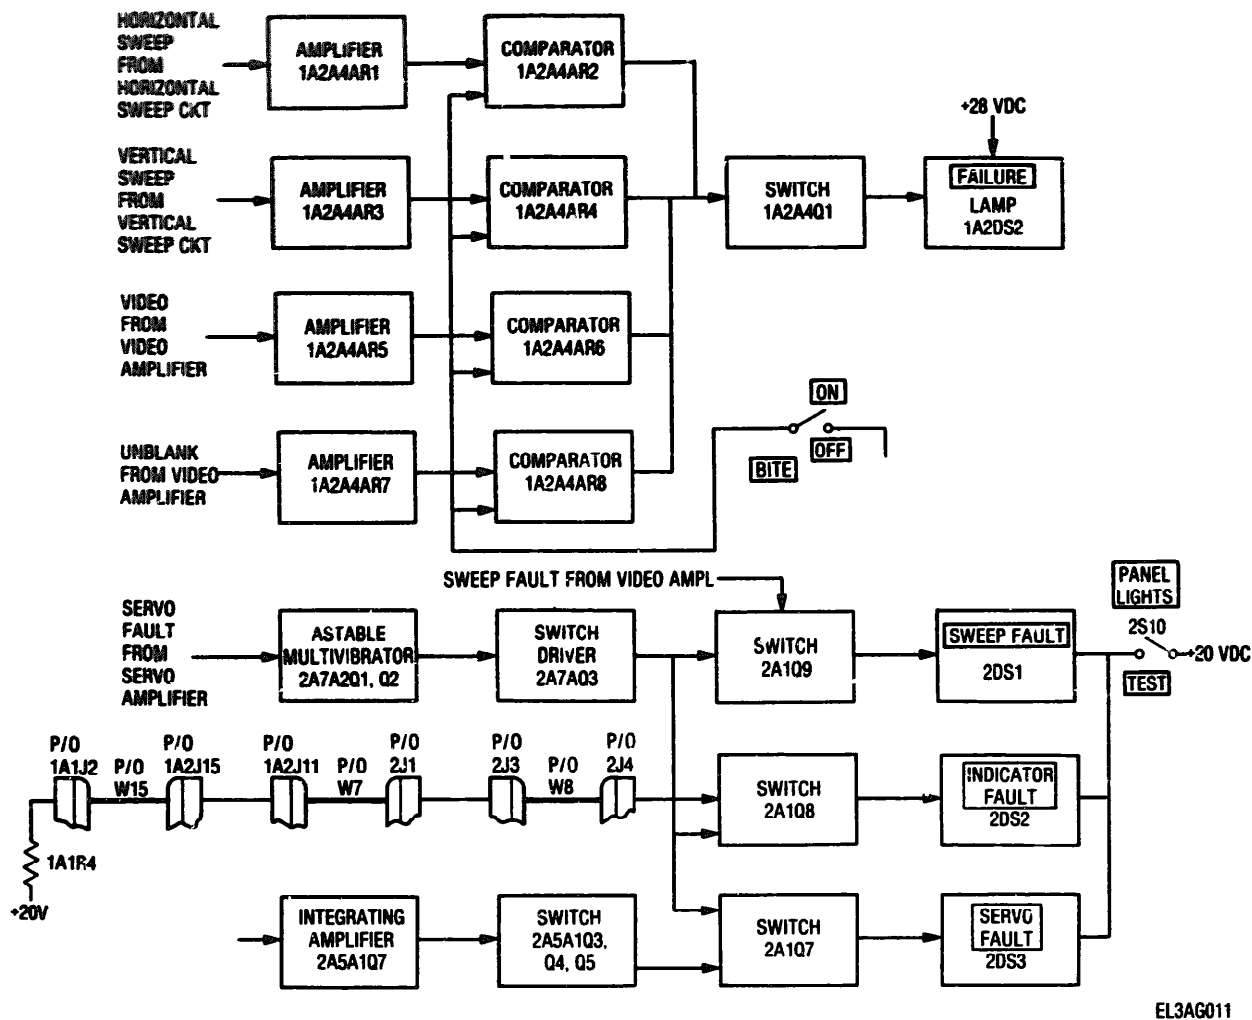 HORIZONTAL
SWEEP
FROM
HORIZONTAL
SWEEP CKT
AMPLIFIER
1A2A4AR1
COMPARATOR
1A2A4AR2
VERTICAL
SWEEP
FROM
VERTICAL
SWEEP CKT
AMPLIFIER
1A2A4AR3
COMPARATOR
1A2A4AR4
SWITCH
1A2A4Q1
+28 VDC
FAILURE
LAMP
1A2DS2
VIDEO
FROM
VIDEO
AMPLIFIER
AMPLIFIER
1A2A4AR5
COMPARATOR
1A2A4AR6
UNBLANK
FROM VIDEO
AMPLIFIER
AMPLIFIER
1A2A4AR7
COMPARATOR
1A2A4AR8
ON
OFF
BITE
SWEEP FAULT FROM VIDEO AMPL
SERVO
FAULT
FROM
SERVO
AMPLIFIER
ASTABLE
MULTIVIBRATOR
2A7A2Q1, Q2
SWITCH
DRIVER
2A7AQ3
SWITCH
2A1Q9
SWEEP FAULT
2DS1
PANEL
LIGHTS
2S10
+20 VDC
TEST
P/O
1A1J2
P/O
W15
P/O
1A2J15
P/O
1A2J11
P/O
W7
P/O
2J1
P/O
2J3
P/O
W8
P/O
2J4
1A1R4
+20V
SWITCH
2A1Q8
INDICATOR
FAULT
2DS2
INTEGRATING
AMPLIFIER
2A5A1Q7
SWITCH
2A5A1Q3,
Q4, Q5
SWITCH
2A1Q7
SERVO
FAULT
2DS3
EL3AG011